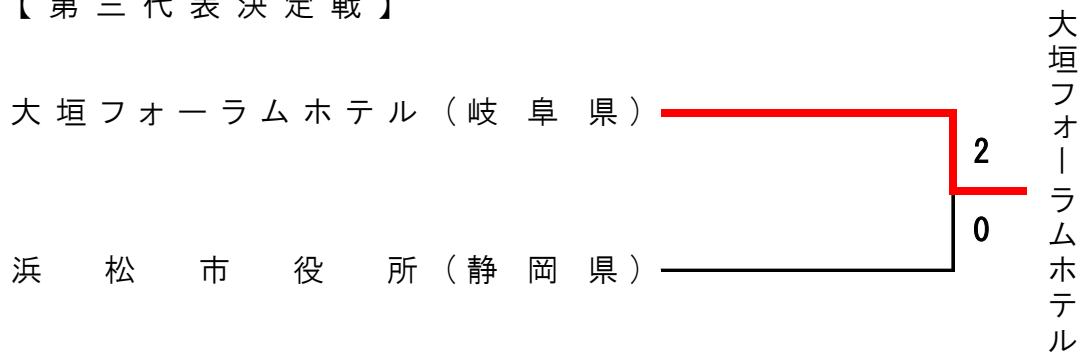 【第三代表決定戦】
大垣フォーラムホテル（岐阜県）
2
0
浜松市役所（静岡県）
大垣フォーラムホテル